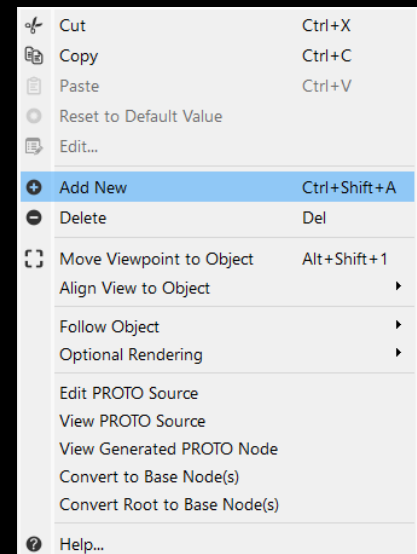 Cut Ctrl+X
Copy Ctrl+C
Paste Ctrl+V
Reset to Default Value
Edit...
Add New Ctrl+Shift+A
Delete Del
Move Viewpoint to Object Alt+Shift+1
Align View to Object
Follow Object
Optional Rendering
Edit PROTO Source
View PROTO Source
View Generated PROTO Node
Convert to Base Node(s)
Convert Root to Base Node(s)
Help...